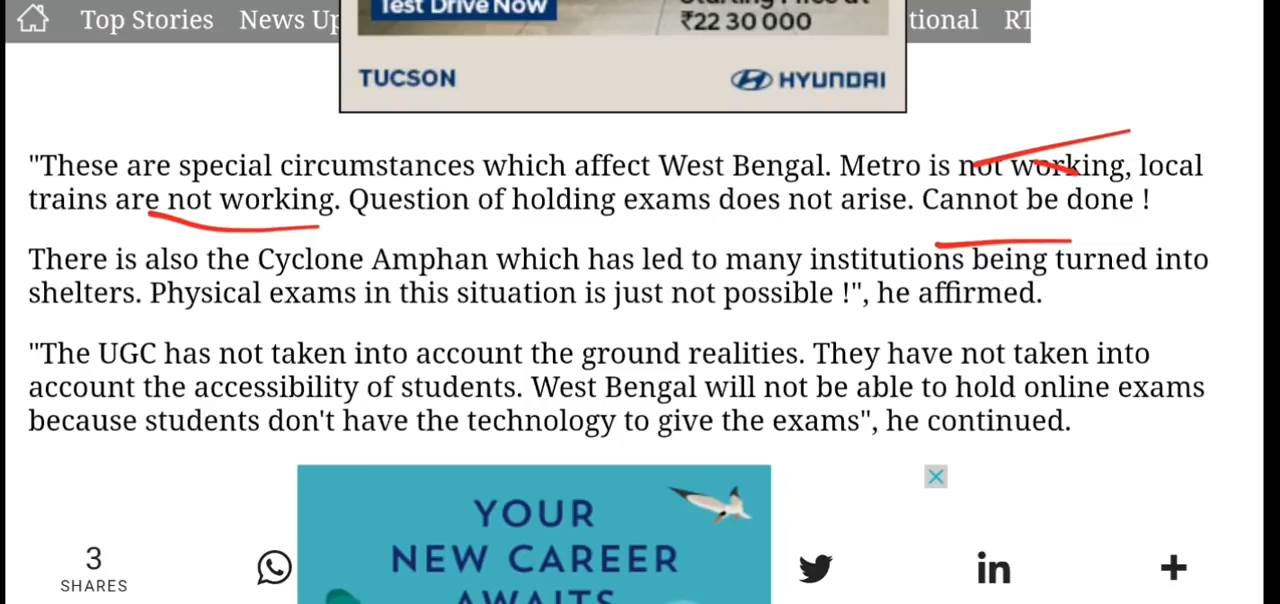 Test Drive Now
₹22 30 000
Top Stories News Up
tional
TUCSON
HYUNDAI
"These are special circumstances which affect West Bengal. Metro is not working, local
trains are not working. Question of holding exams does not arise. Cannot be done !
There is also the Cyclone Amphan which has led to many institutions being turned into
shelters. Physical exams in this situation is just not possible !", he affirmed.
"The UGC has not taken into account the ground realities. They have not taken into
account the accessibility of students. West Bengal will not be able to hold online exams
because students don't have the technology to give the exams", he continued.
YOUR
NEW CAREER
AWAITS
3
SHARES
in